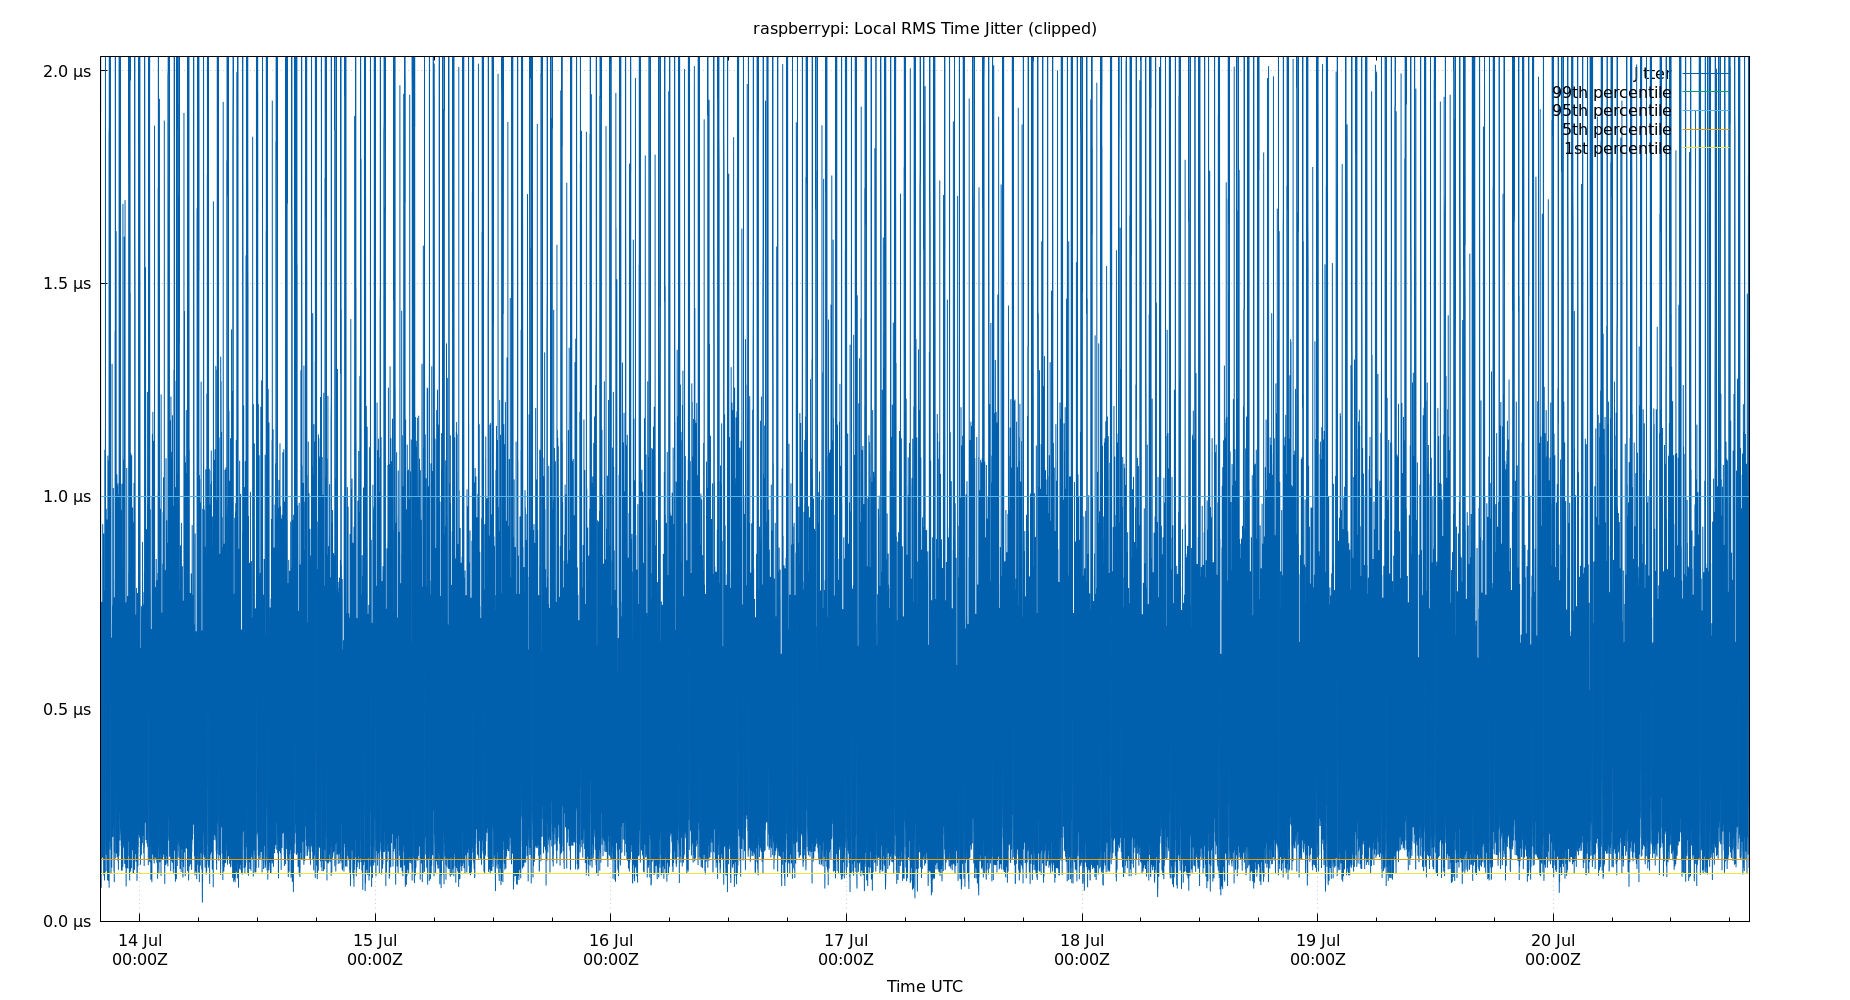 raspberrypi: Local RMS Time Jitter (clipped)
2.0 μs
1.5 μs
1.0 μs
0.5 μs
0.0 μs
jitter
99th percentile
95th percentile
5th percentile
1st percentile
14 Jul 15 Jul 16 Jul 17 Jul 18 Jul 19 Jul 20 Jul
00:00Z 00:00Z 00:00Z 00:00Z 00:00Z 00:00Z 00:00Z
Time UTC